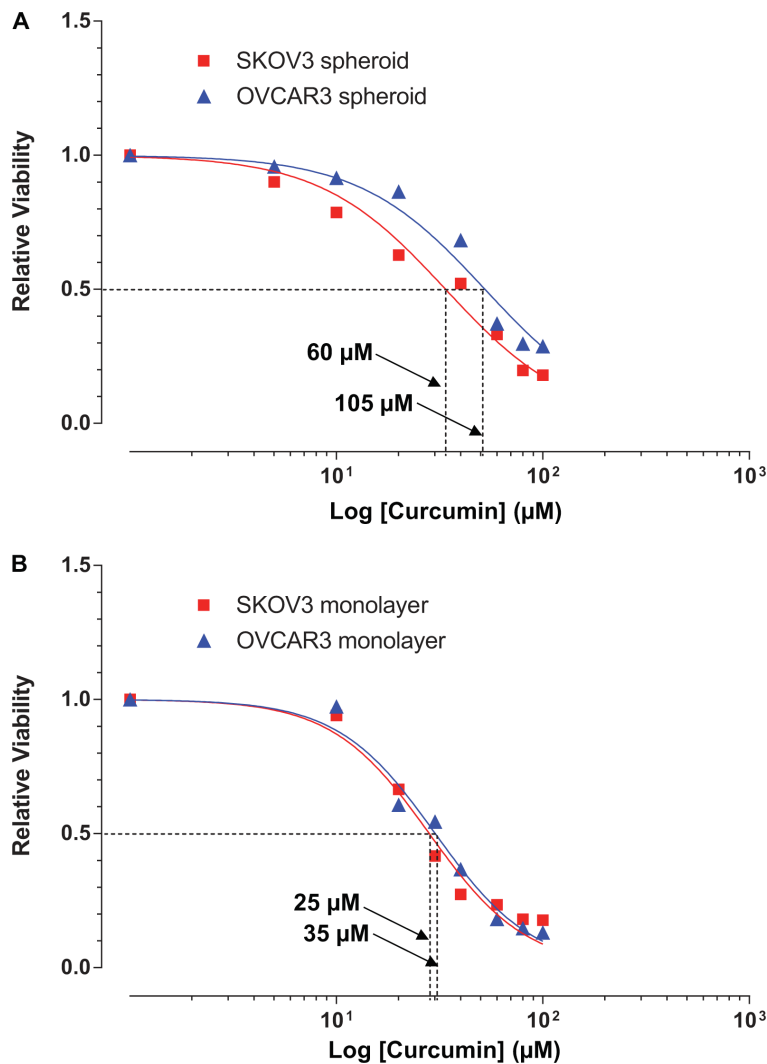 A
1.5
SKOV3 spheroid
OVCAR3 spheroid
1.0
Relative Viability
0.5
60 µM
105 µM
0.0
10¹ 10² 10³
Log [Curcumin] (µM)
B
1.5
SKOV3 monolayer
OVCAR3 monolayer
1.0
Relative Viability
0.5
25 µM
35 µM
0.0
10¹ 10² 10³
Log [Curcumin] (µM)